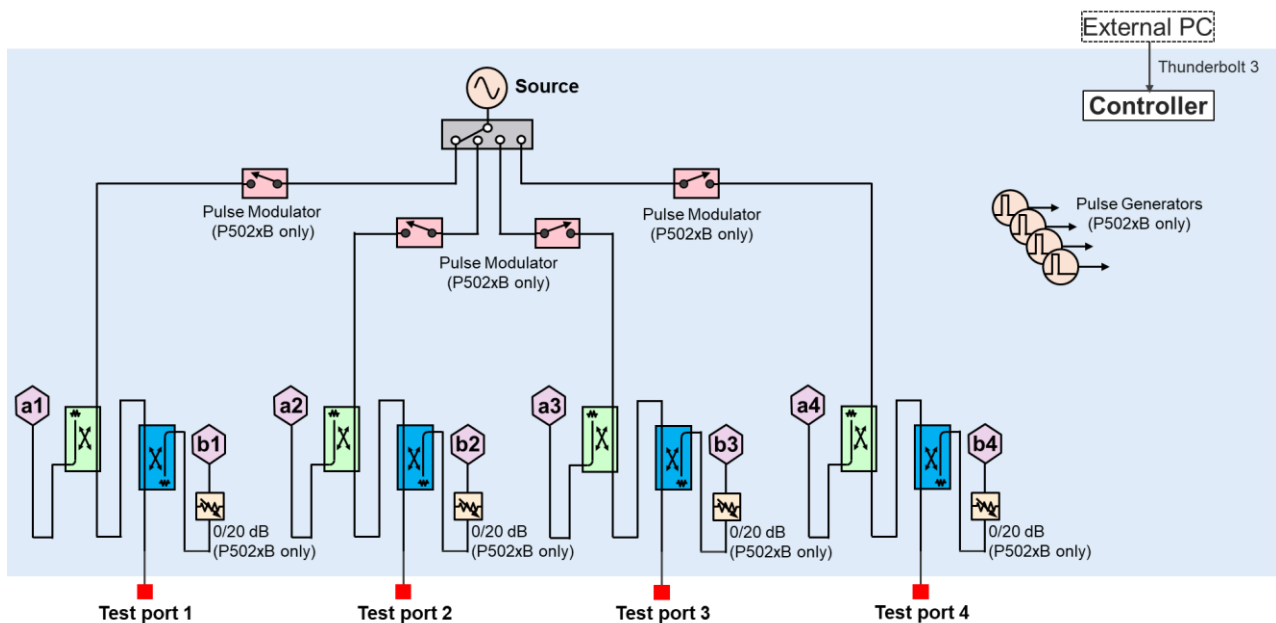 External PC
Thunderbolt 3
Controller
Source
Pulse Modulator
(P502xB only)
Pulse Modulator
(P502xB only)
Pulse Modulator
(P502xB only)
Pulse Generators
(P502xB only)
a1
b1
a2
b2
a3
b3
a4
b4
0/20 dB
(P502xB only)
0/20 dB
(P502xB only)
0/20 dB
(P502xB only)
0/20 dB
(P502xB only)
Test port 1
Test port 2
Test port 3
Test port 4